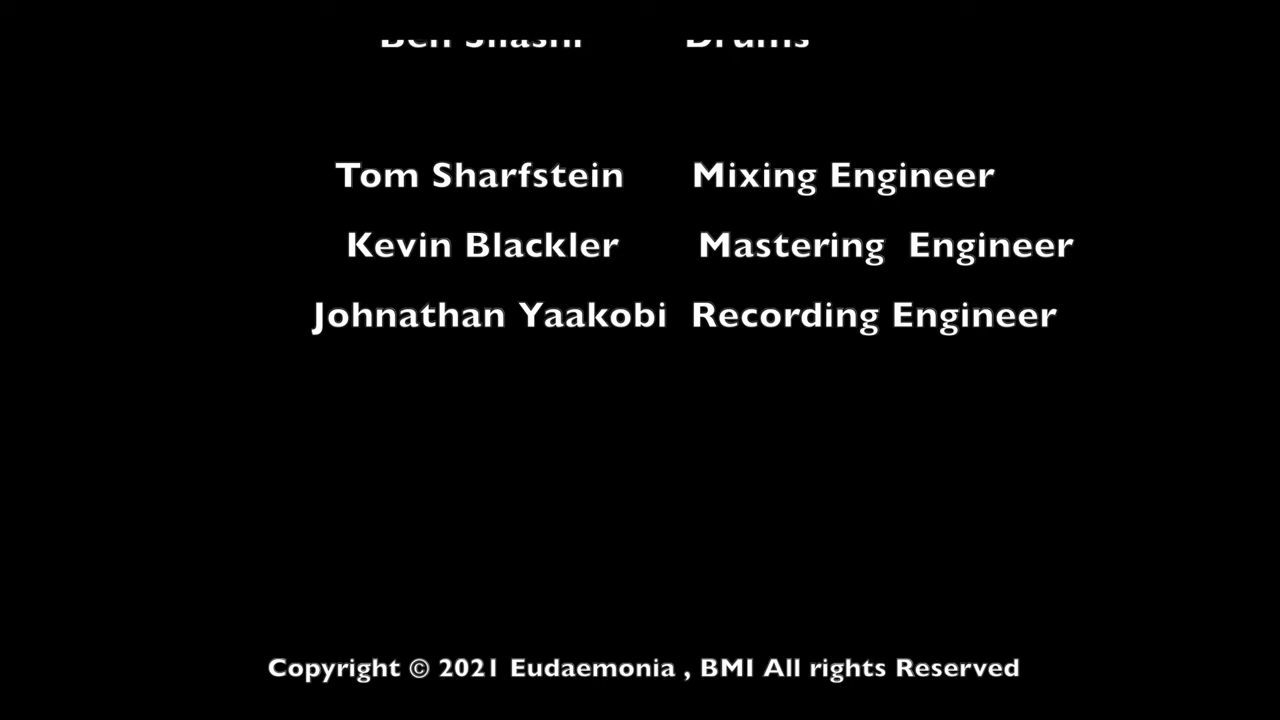 Drums
Tom Sharfstein Mixing Engineer
Kevin Blackler Mastering  Engineer
Johnathan Yaakobi Recording Engineer
Copyright © 2021 Eudaemonia , BMI All rights Reserved